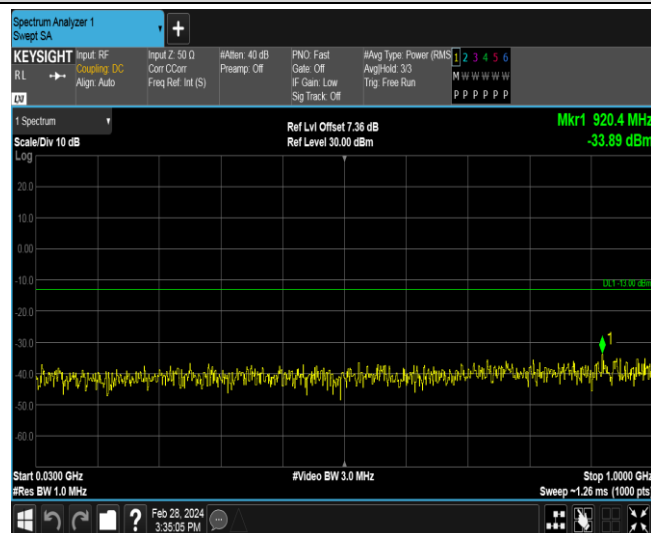 Spectrum Analyzer 1
Swept SA
+
KEYSIGHT Input: RF
RL
Coupling: DC
Align: Auto
Input Z: 50 Ω
Corr CCorr
Freq Ref: Int (S)
#Atten: 40 dB
Preamp: Off
PNO: Fast
Gate: Off
IF Gain: Low
Sig Track: Off
#Avg Type: Power (RMS
Avg|Hold: 3/3
Trig: Free Run
1 2 3 4 5 6
M W W W W W
P P P P P P
1 Spectrum
Scale/Div 10 dB
Log
Ref Lvl Offset 7.36 dB
Ref Level 30.00 dBm
Mkr1 920.4 MHz
-33.89 dBm
20.0
10.0
0.00
-10.0
DL1 -13.00 dBm
-20.0
-30.0
1
-40.0
-50.0
-60.0
Start 0.0300 GHz
#Res BW 1.0 MHz
#Video BW 3.0 MHz
Stop 1.0000 GHz
Sweep ~1.26 ms (1000 pts)
?
Feb 28, 2024
3:35:05 PM